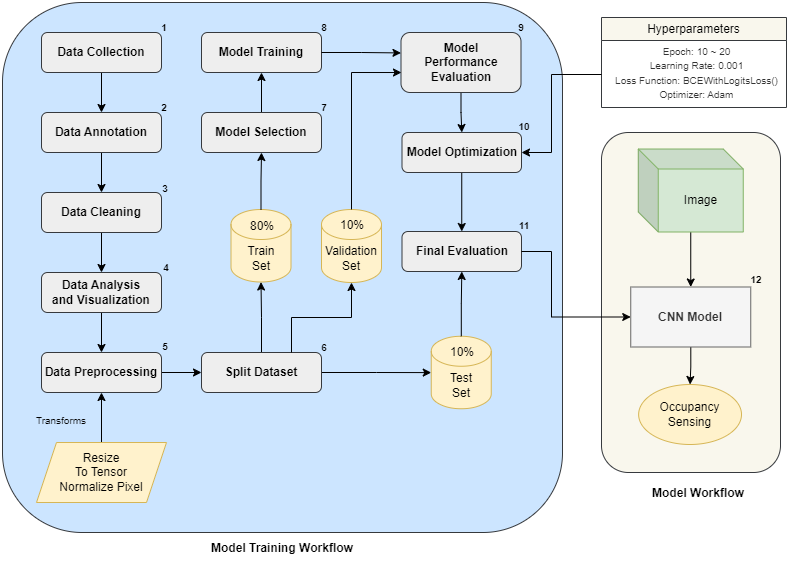 1
Data Collection
2
Data Annotation
3
Data Cleaning
4
Data Analysis
and Visualization
5
Data Preprocessing
Transforms
Resize
To Tensor
Normalize Pixel
6
Split Dataset
80%
Train
Set
10%
Validation
Set
10%
Test
Set
7
Model Selection
8
Model Training
9
Model
Performance
Evaluation
10
Model Optimization
11
Final Evaluation
Model Training Workflow
Hyperparameters
Epoch: 10 ~ 20
Learning Rate: 0.001
Loss Function: BCEWithLogitsLoss()
Optimizer: Adam
Image
12
CNN Model
Occupancy
Sensing
Model Workflow